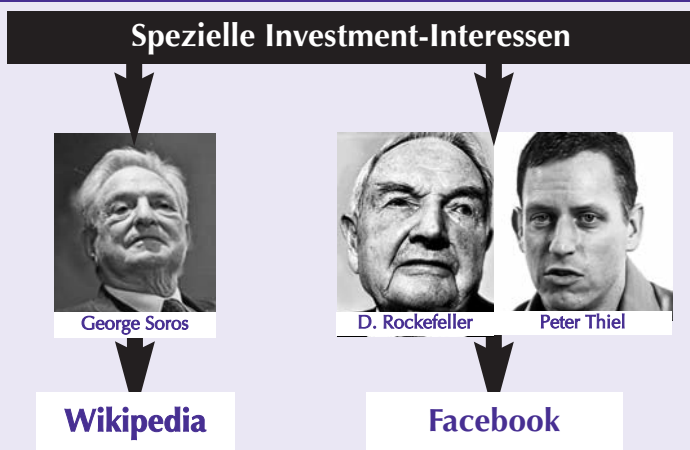 Spezielle Investment-Interessen
George Soros
D. Rockefeller
Peter Thiel
Wikipedia
Facebook